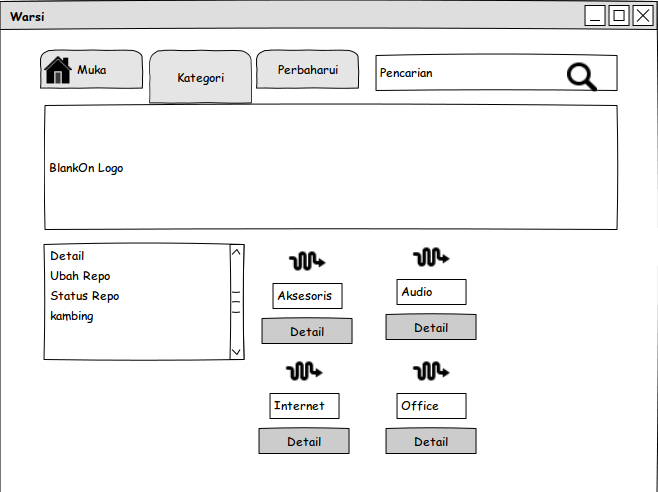 Warsi
Muka
Kategori
Perbaharui
Pencarian
BlankOn Logo
Detail
Ubah Repo
Status Repo
kambing
Aksesoris
Audio
Detail
Detail
Internet
Office
Detail
Detail